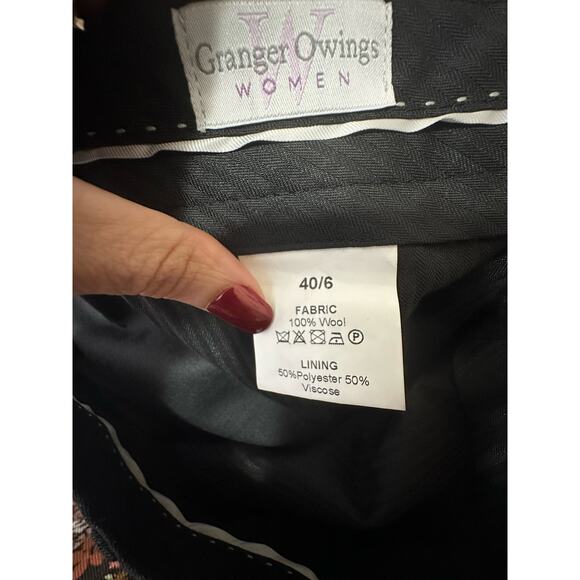 Granger Owings
WOMEN
40/6
FABRIC
100% Wool
P
LINING
50%Polyester 50%
Viscose